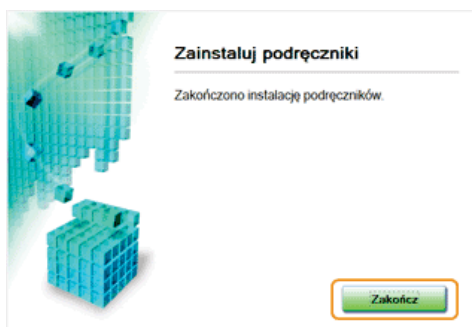 Zainstaluj podręczniki
Zakończono instalację podręczników.
Zakończ